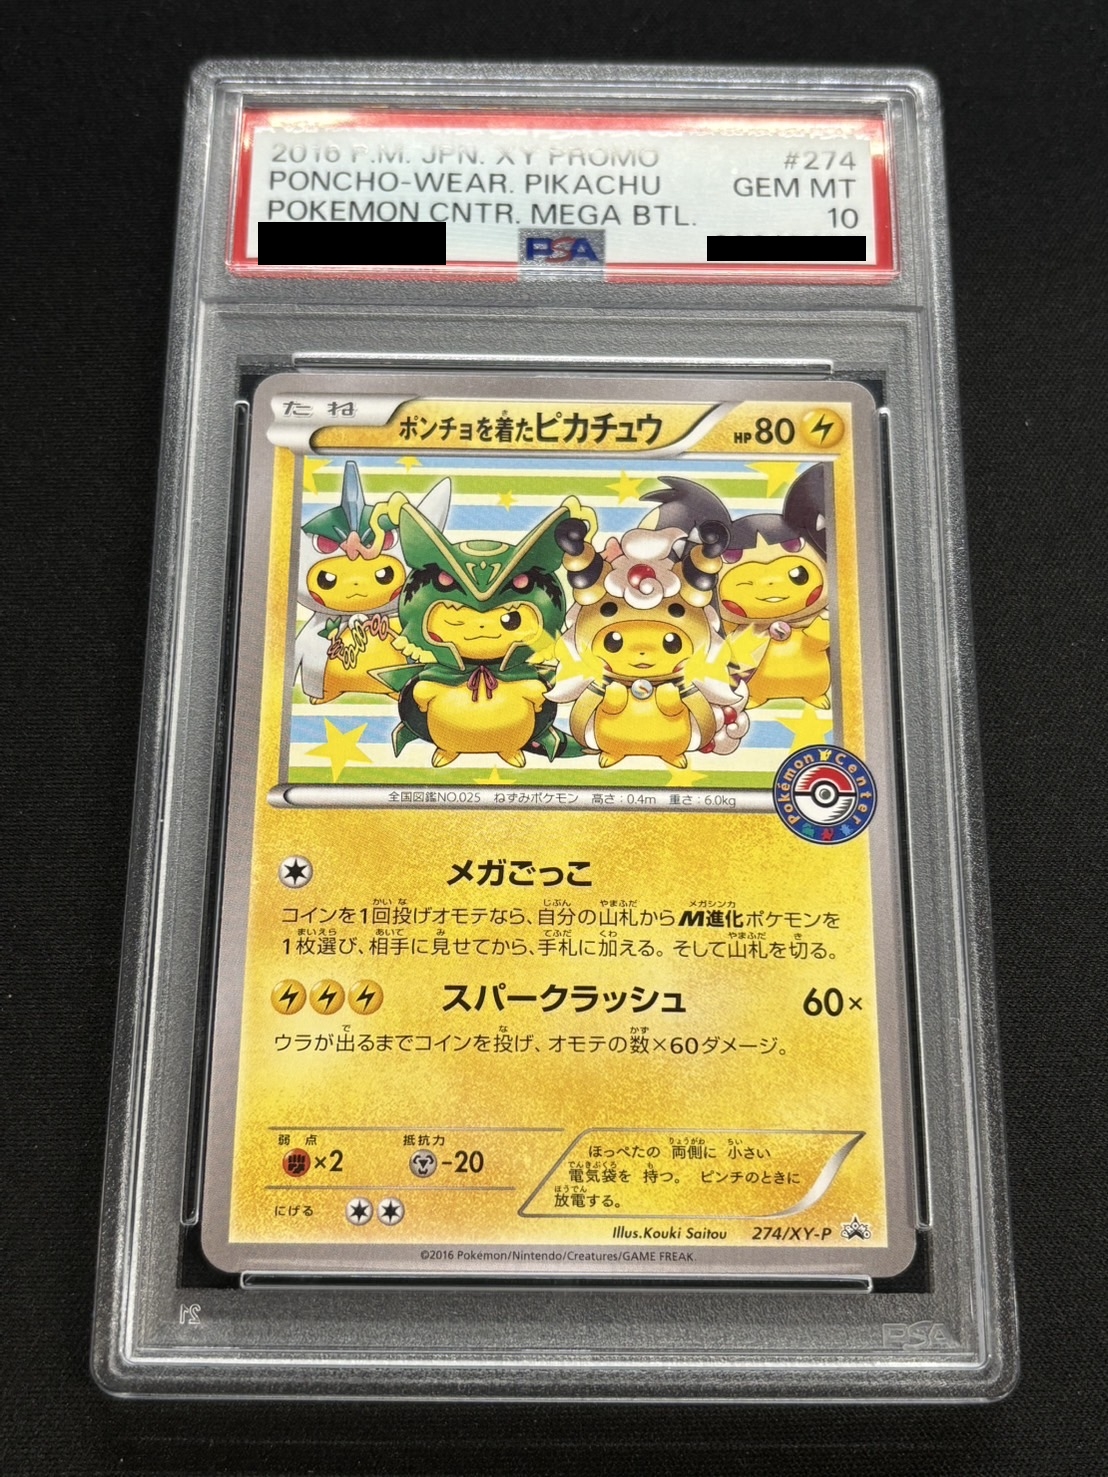 2016 P.M. JPN. XY PROMO #274
PONCHO-WEAR. PIKACHU GEM MT
POKEMON CNTR. MEGA BTL. 10
PSA
たね ポンチョを着たピカチュウ HP80
全国図鑑NO.025 ねずみポケモン 高さ:0.4m 重さ:6.0kg
Pokémon Center
メガごっこ
コインを1回投げオモテなら、自分の山札からM進化ポケモンを
1枚選び、相手に見せてから、手札に加える。そして山札を切る。
スパークラッシュ 60×
ウラが出るまでコインを投げ、オモテの数×60ダメージ。
弱点 抵抗力
×2 -20
にげる
ほっぺたの 両側に 小さい
電気袋を 持つ。 ピンチのときに
放電する。
Illus.Kouki Saitou 274/XY-P
©2016 Pokémon/Nintendo/Creatures/GAME FREAK.
PSA